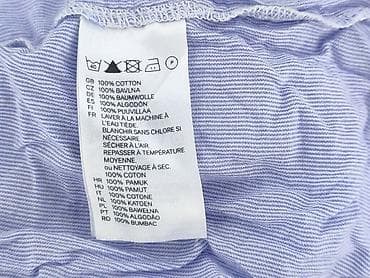 GB 100% COTTON
CZ 100% BAVLNA
DE 100% BAUMWOLLE
ES 100% ALGODÓN
FI 100% PUUVILLAA
FR LAVER À LA MACHINE À
L'EAU TIÈDE.
BLANCHIR SANS CHLORE SI
NÉCESSAIRE
SÉCHER À L'AIR
REPASSER À TEMPÉRATURE
MOYENNE
ou NETTOYAGE À SEC.
100% COTON
HR 100% PAMUK
HU 100% PAMUT
IT 100% COTONE
NL 100% KATOEN
PL 100% BAWEŁNA
PT 100% ALGODÃO
RO 100% BUMBAC